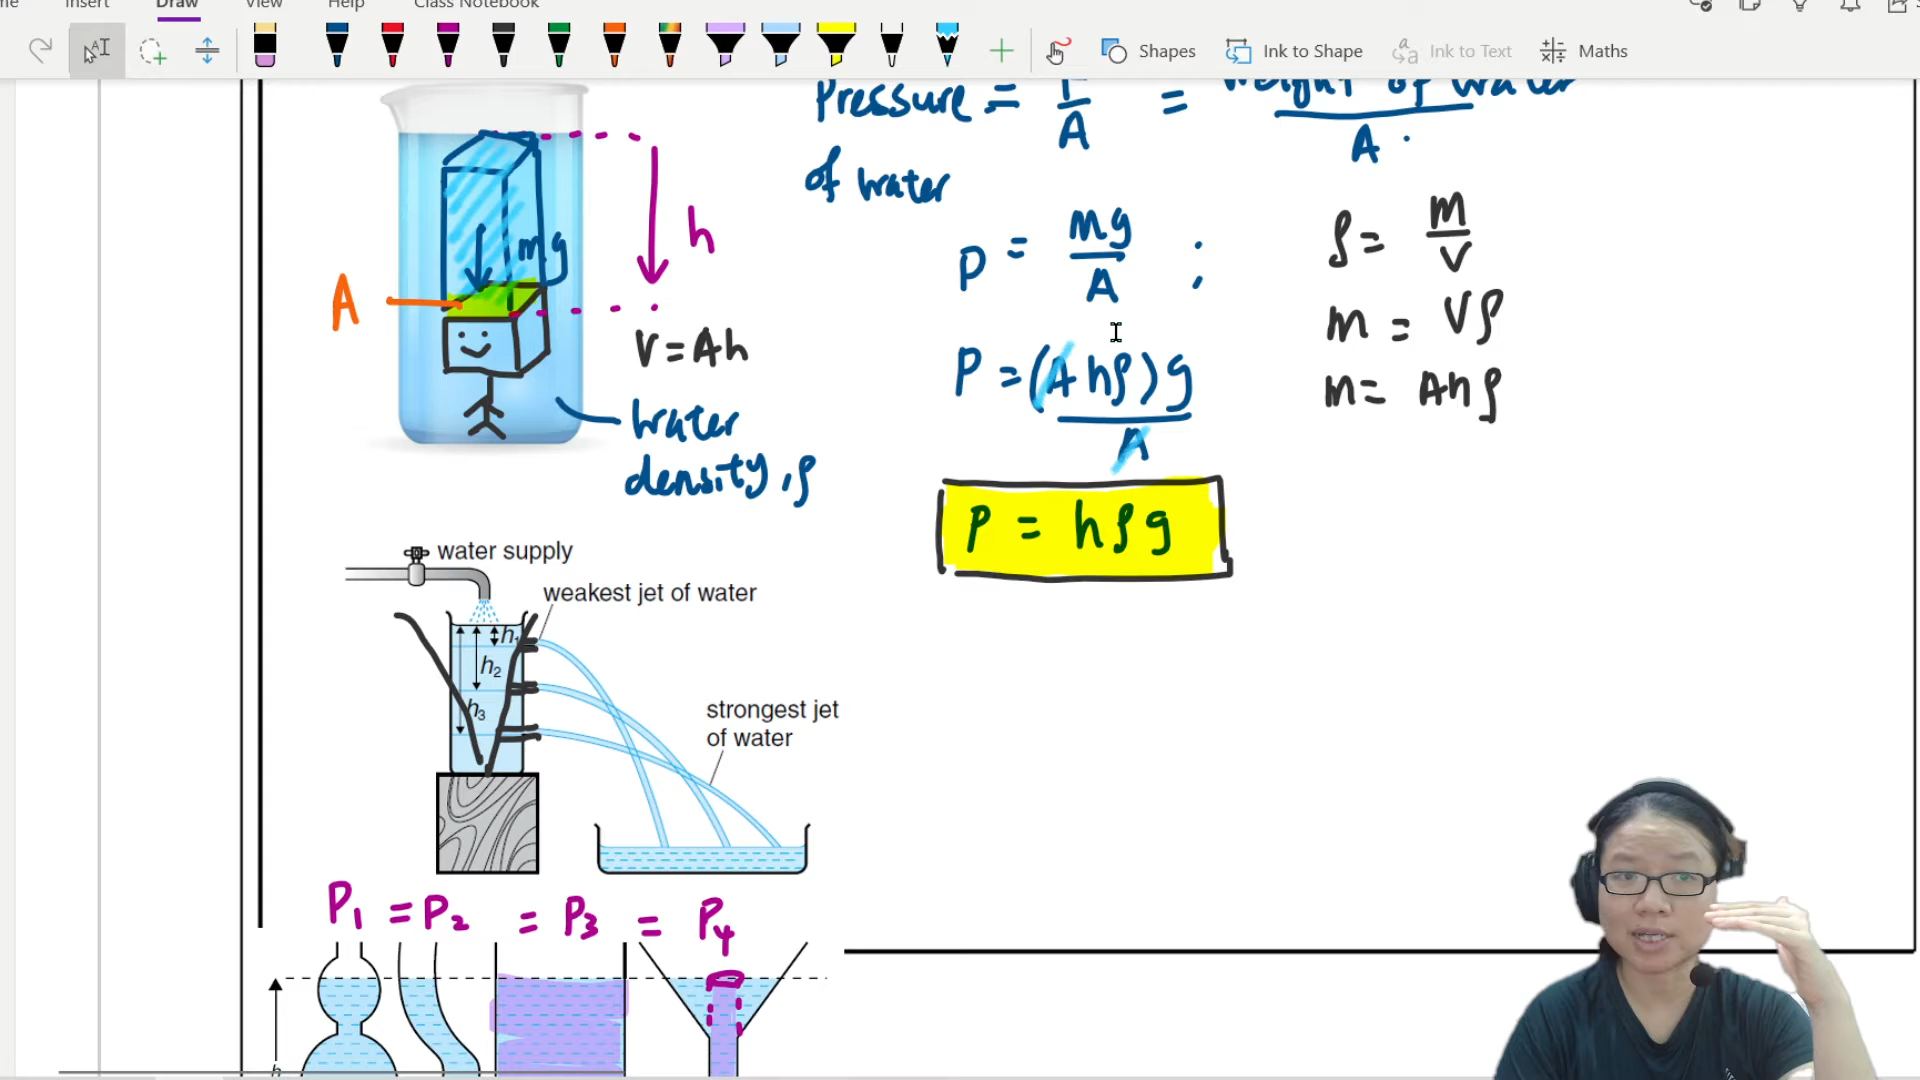 Insert Draw View Help Class Notebook
Shapes Ink to Shape Ink to Text Maths
Pressure = F/A = weight of water/A
of water
P = mg/A ; ρ = m/V
m = Vρ
P = (Ahρ)g/A m = Ahρ
P = hρg
h
mg
A
V = Ah
water
density, ρ
water supply
weakest jet of water
h₁
h₂
h₃
strongest jet
of water
P₁ = P₂ = P₃ = P₄
h